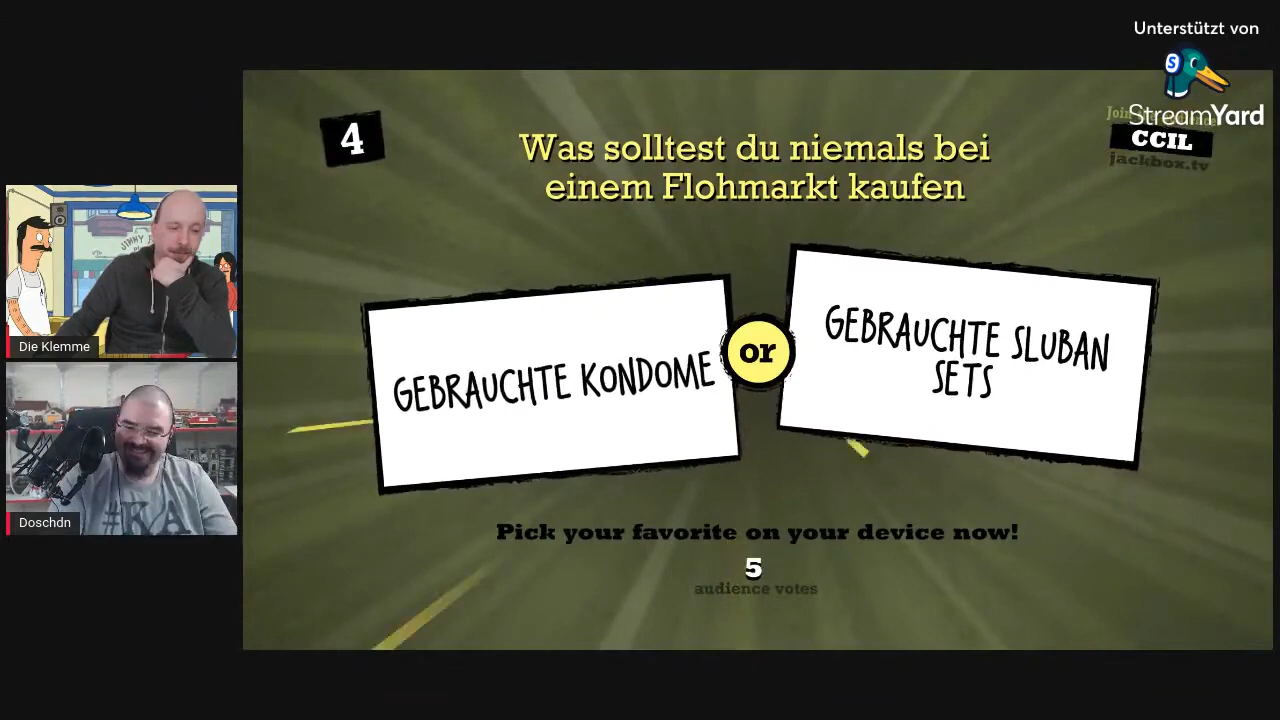 Unterstützt von
StreamYard
4
Was solltest du niemals bei
einem Flohmarkt kaufen
CCIL
jackbox.tv
GEBRAUCHTE KONDOME
or
GEBRAUCHTE SLUBAN
SETS
Die Klemme
Doschdn
Pick your favorite on your device now!
5
audience votes